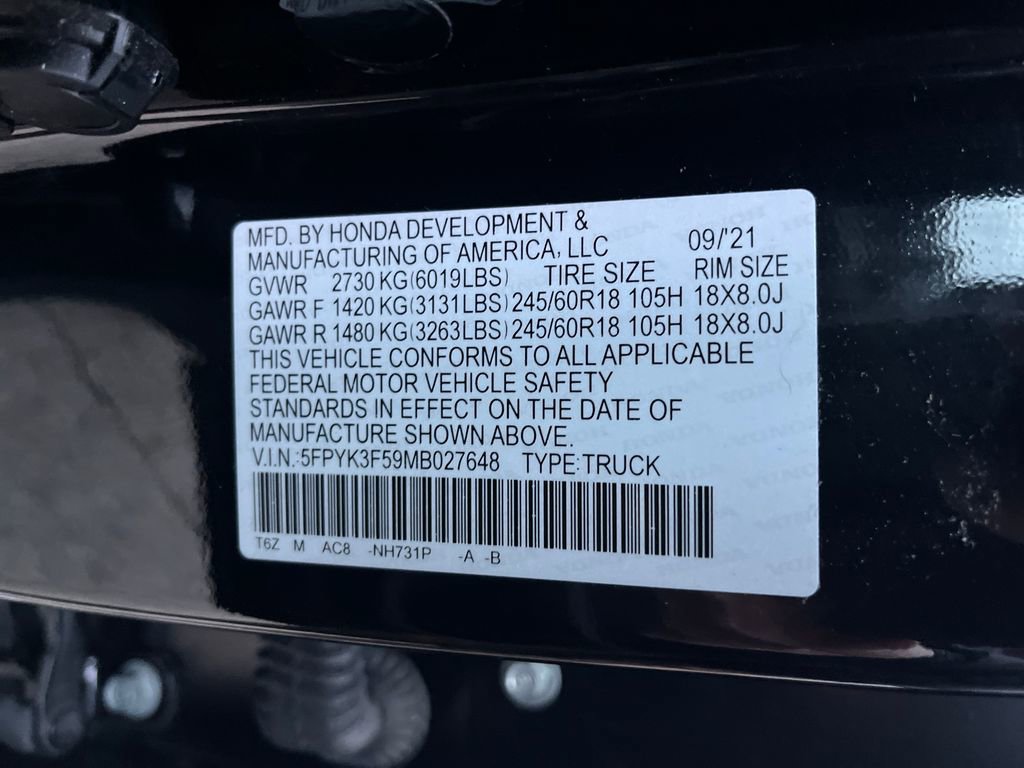 MFD. BY HONDA DEVELOPMENT &
MANUFACTURING OF AMERICA, LLC 09/'21
GVWR 2730 KG(6019LBS) TIRE SIZE RIM SIZE
GAWR F 1420 KG(3131LBS) 245/60R18 105H 18X8.0J
GAWR R 1480 KG(3263LBS) 245/60R18 105H 18X8.0J
THIS VEHICLE CONFORMS TO ALL APPLICABLE
FEDERAL MOTOR VEHICLE SAFETY
STANDARDS IN EFFECT ON THE DATE OF
MANUFACTURE SHOWN ABOVE.
V.I.N.:5FPYK3F59MB027648 TYPE:TRUCK
T6Z M AC8 -NH731P -A -B